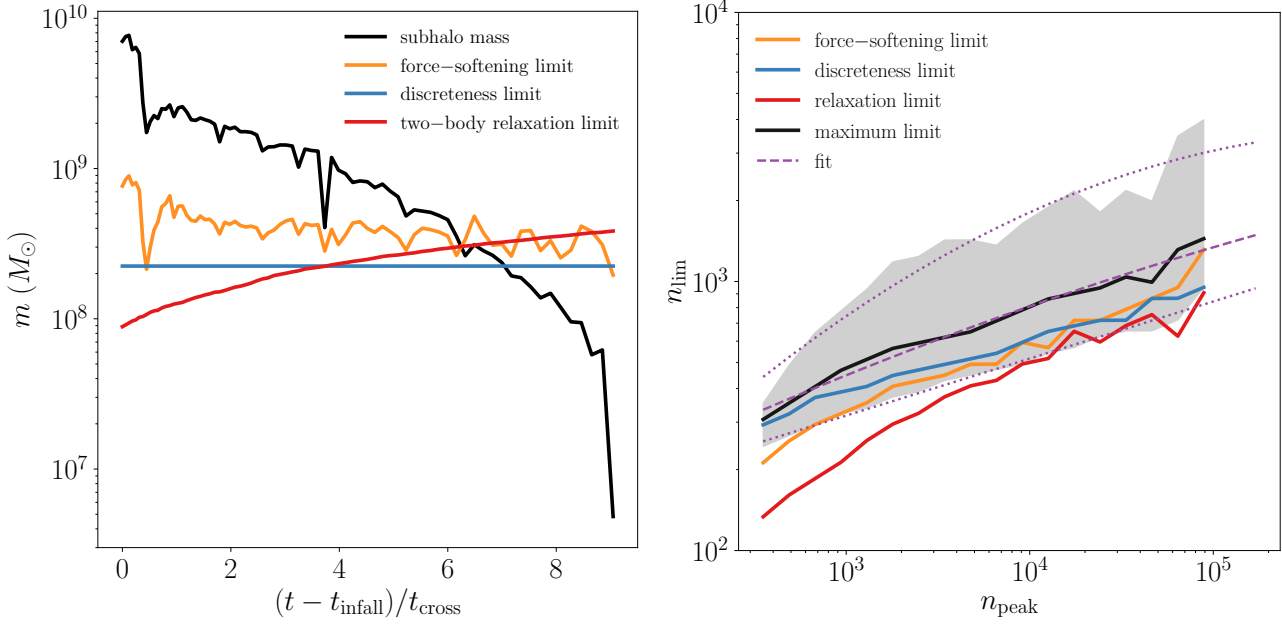 10^10
10^9
10^8
10^7
m (M_⊙)
subhalo mass
force−softening limit
discreteness limit
two−body relaxation limit
0 2 4 6 8
(t − t_infall)/t_cross
10^4
10^3
10^2
n_lim
force−softening limit
discreteness limit
relaxation limit
maximum limit
fit
10^3 10^4 10^5
n_peak